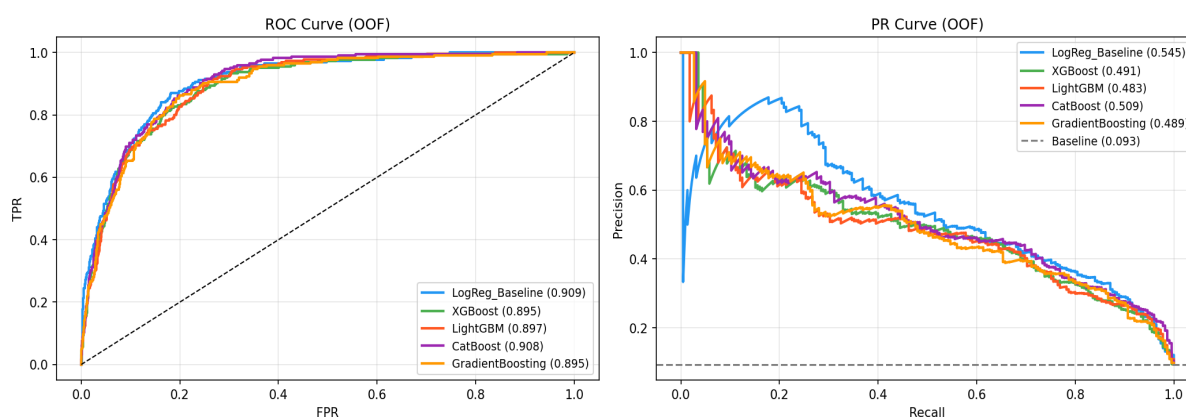 ROC Curve (OOF)
1.0
0.8
0.6
0.4
0.2
0.0
TPR
0.0
0.2
0.4
0.6
0.8
1.0
FPR
LogReg_Baseline (0.909)
XGBoost (0.895)
LightGBM (0.897)
CatBoost (0.908)
GradientBoosting (0.895)
PR Curve (OOF)
1.0
0.8
0.6
0.4
0.2
Precision
0.0
0.2
0.4
0.6
0.8
1.0
Recall
LogReg_Baseline (0.545)
XGBoost (0.491)
LightGBM (0.483)
CatBoost (0.509)
GradientBoosting (0.489)
Baseline (0.093)